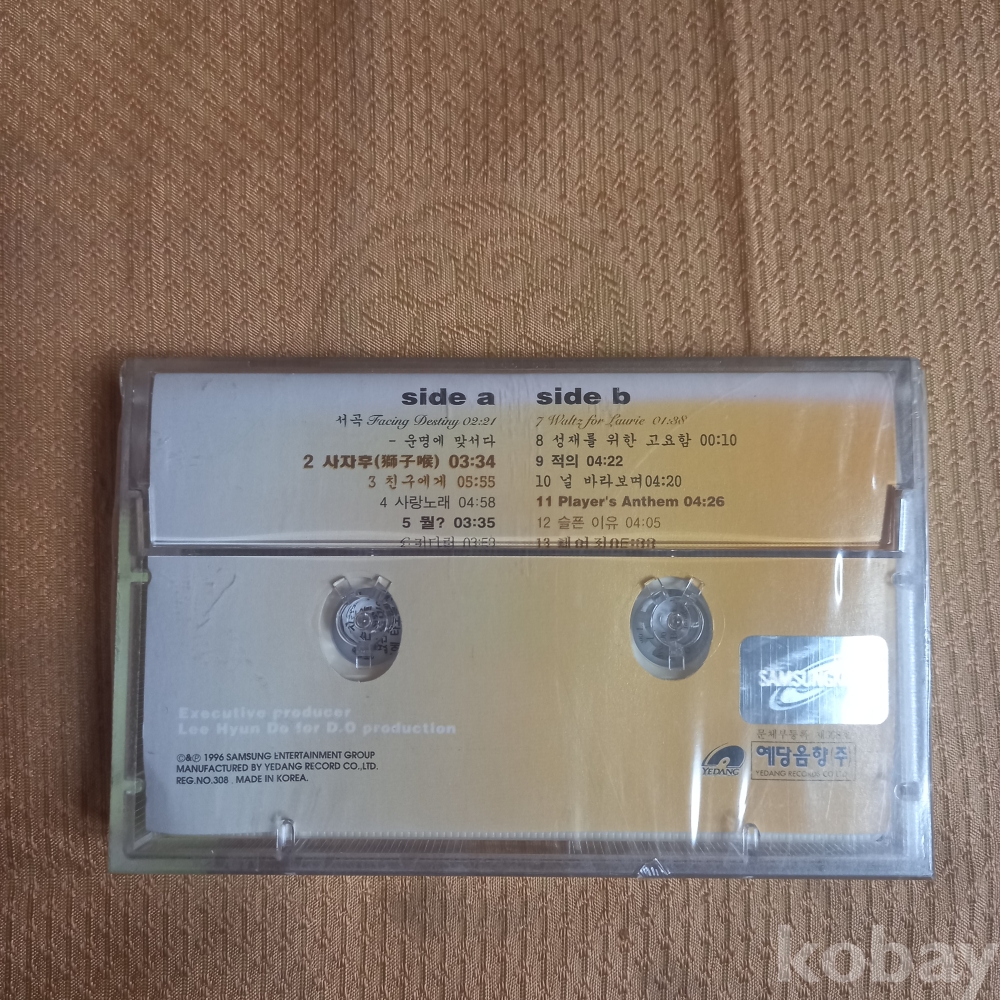 side a
서곡 Facing Destiny 02:21
- 운명에 맞서다
2 사자후(獅子喉) 03:34
3 친구에게 05:55
4 사랑노래 04:58
5 뭘? 03:35
03:59
side b
7 Waltz for Laurie 01:38
8 성재를 위한 고요함 00:10
9 적의 04:22
10 널 바라보며04:20
11 Player's Anthem 04:26
12 슬픈 이유 04:05
13
Executive producer
Lee Hyun Do for D.O production
©&℗ 1996 SAMSUNG ENTERTAINMENT GROUP
MANUFACTURED BY YEDANG RECORD CO.,LTD.
REG.NO.308 . MADE IN KOREA.
SAMSUNG
YEDANG
예당음향(주)
YEDANG RECORD CO.
kobay